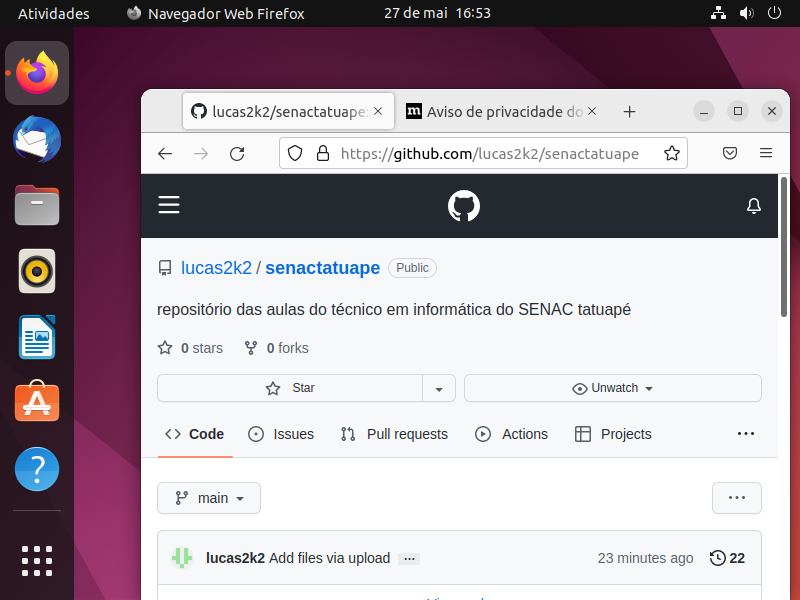 Atividades Navegador Web Firefox 27 de mai 16:53
lucas2k2/senactatuape: m Aviso de privacidade do
https://github.com/lucas2k2/senactatuape
lucas2k2 / senactatuape Public
repositório das aulas do técnico em informática do SENAC tatuapé
0 stars 0 forks
Star Unwatch
Code Issues Pull requests Actions Projects ...
main ...
lucas2k2 Add files via upload ... 23 minutes ago 22